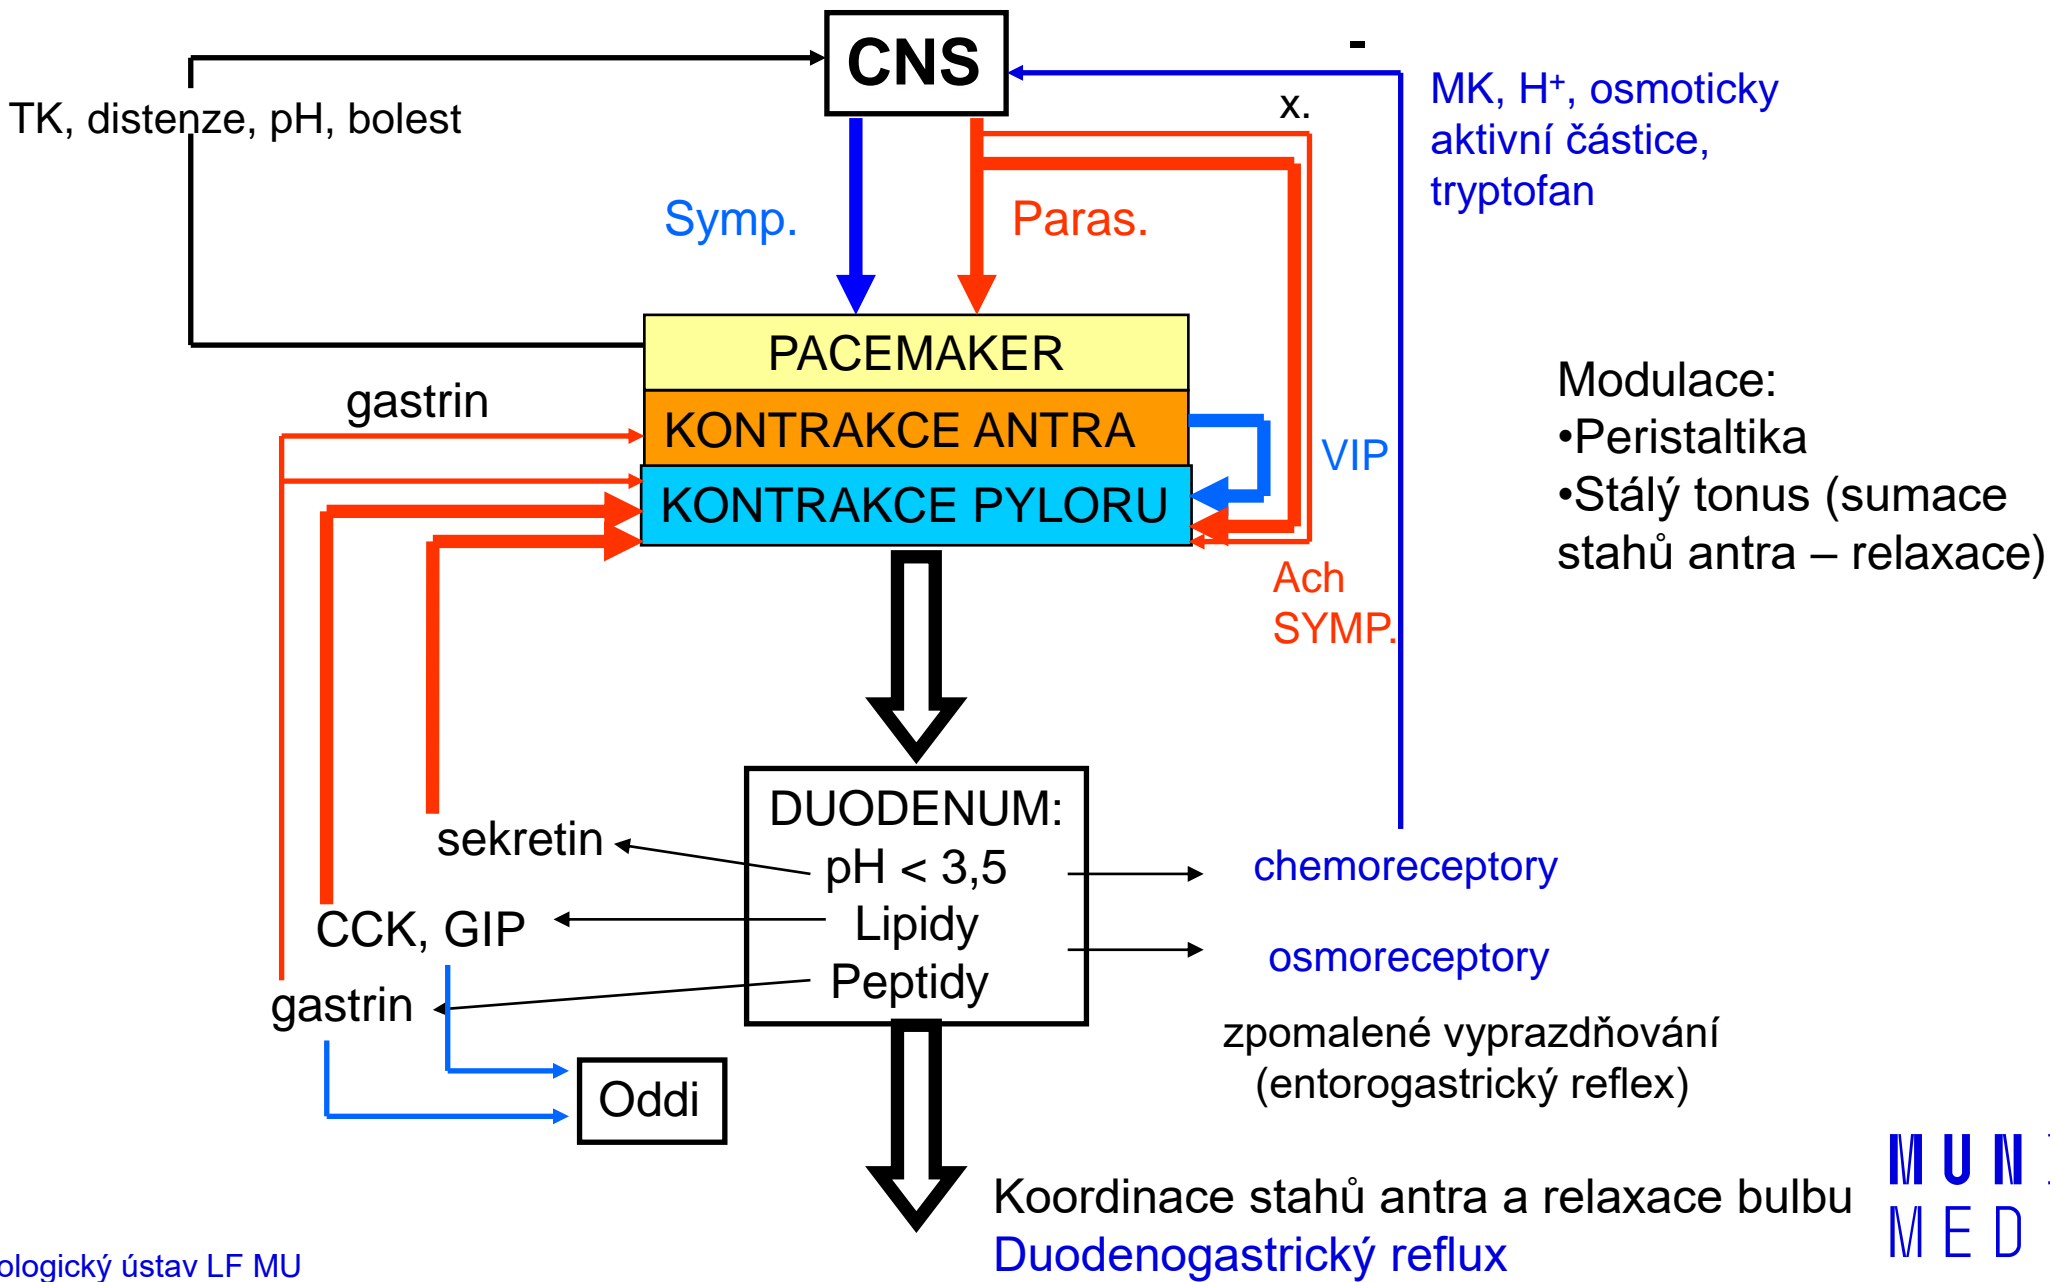 CNS
-
TK, distenze, pH, bolest
x.
MK, H⁺, osmoticky
aktivní částice,
tryptofan
Symp.
Paras.
PACEMAKER
gastrin
KONTRAKCE ANTRA
VIP
KONTRAKCE PYLORU
Modulace:
•Peristaltika
•Stálý tonus (sumace
stahů antra – relaxace)
Ach
SYMP.
DUODENUM:
pH < 3,5
Lipidy
Peptidy
sekretin
CCK, GIP
gastrin
Oddi
chemoreceptory
osmoreceptory
zpomalené vyprazdňování
(entorogastrický reflex)
Koordinace stahů antra a relaxace bulbu
Duodenogastrický reflux
MUN
MED
ologický ústav LF MU